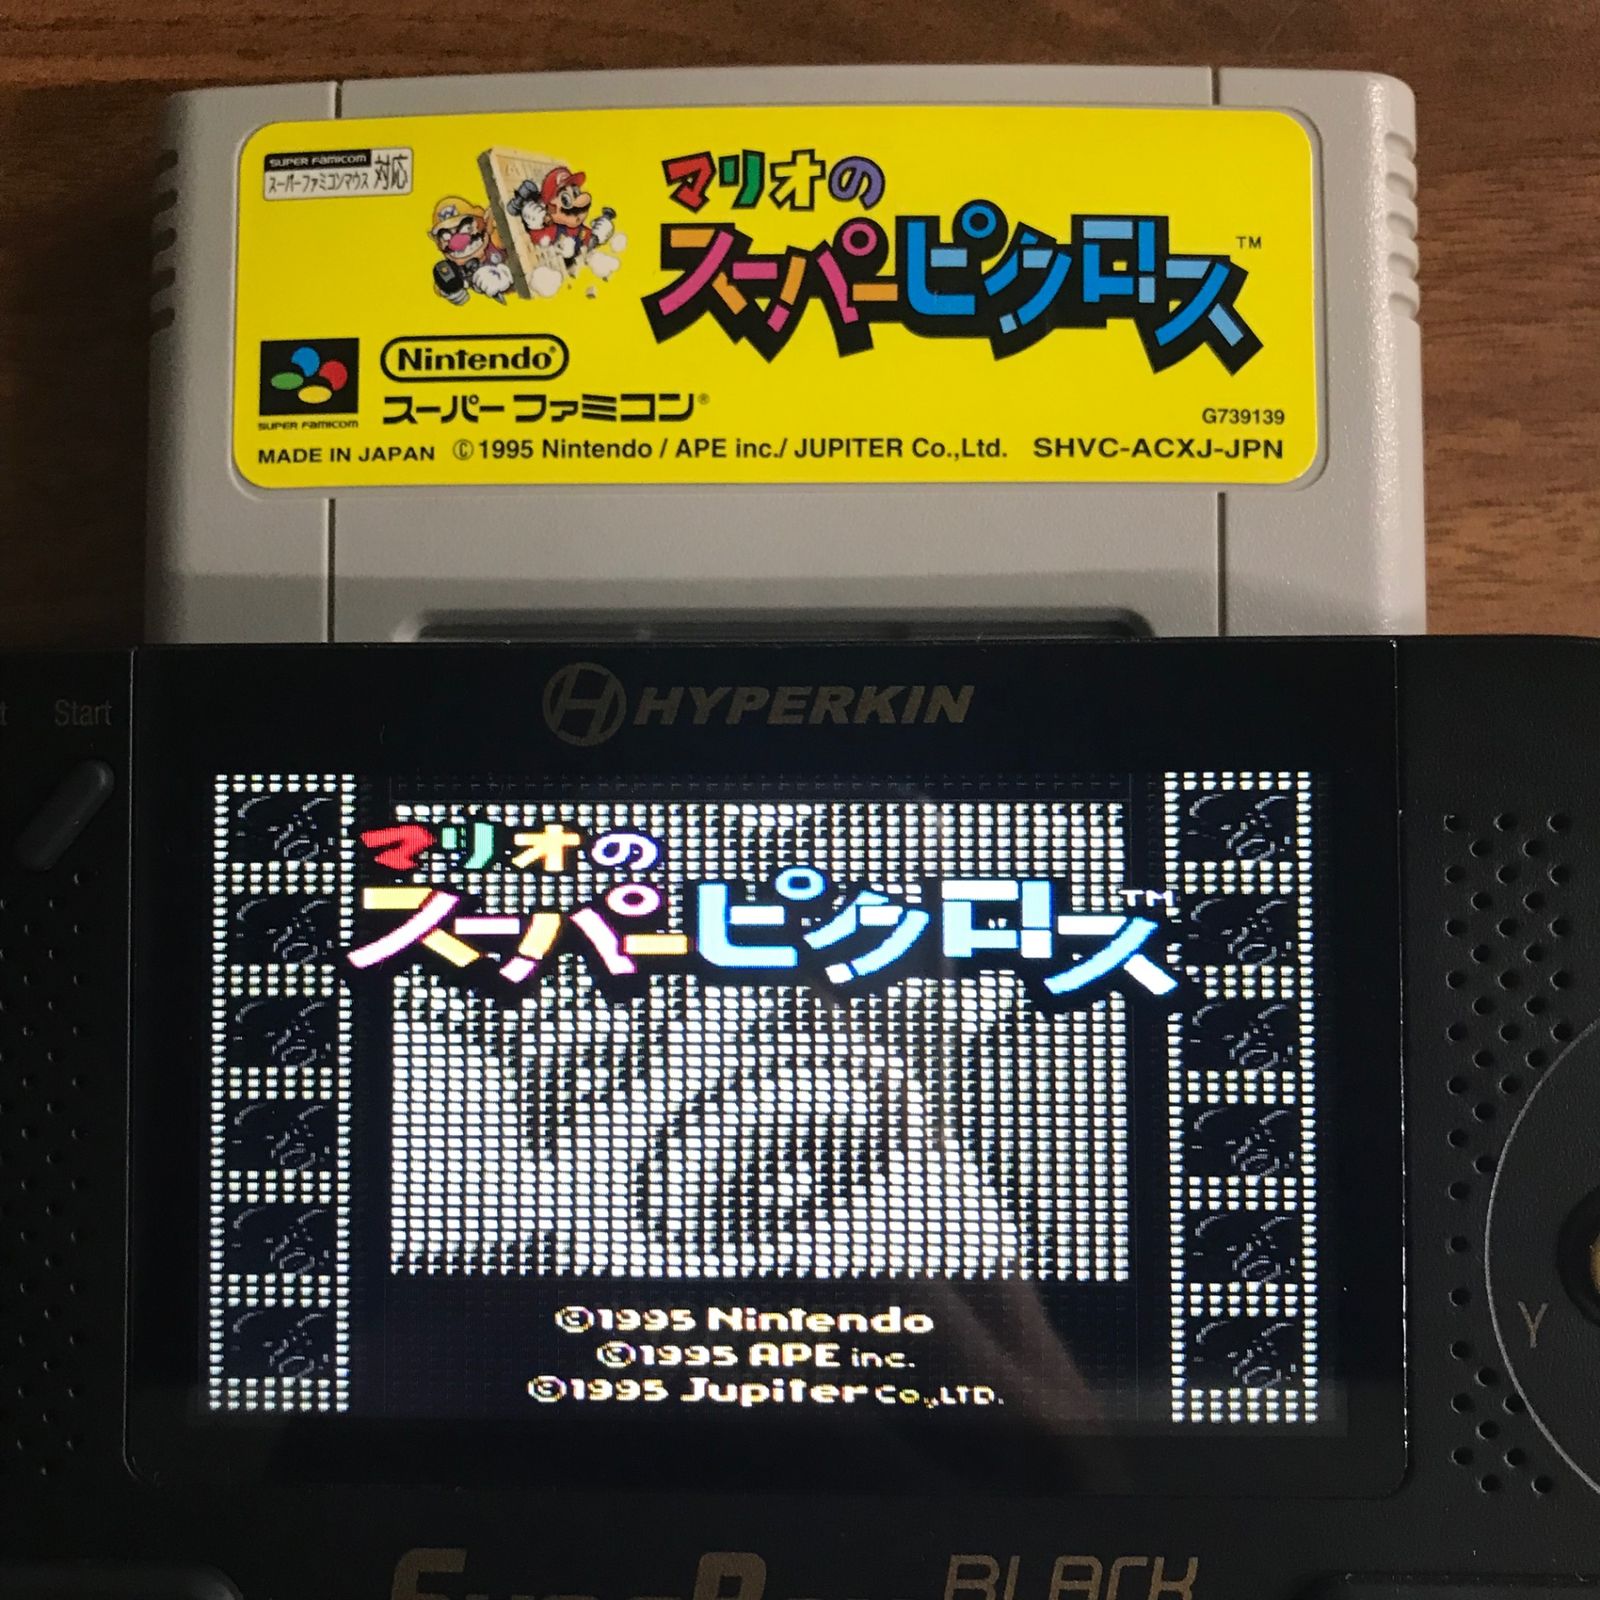 SUPER FAMICOM
スーパーファミコンマウス 対応
マリオの
スーパーピクロス ™
Nintendo®
スーパーファミコン®
SUPER FAMICOM
G739139
MADE IN JAPAN ©1995 Nintendo / APE inc./ JUPITER Co.,Ltd. SHVC-ACXJ-JPN
Start
HYPERKIN
マリオの
スーパーピクロス ™
©1995 Nintendo
©1995 APE inc.
©1995 Jupiter Co.,LTD.
Y
BLACK